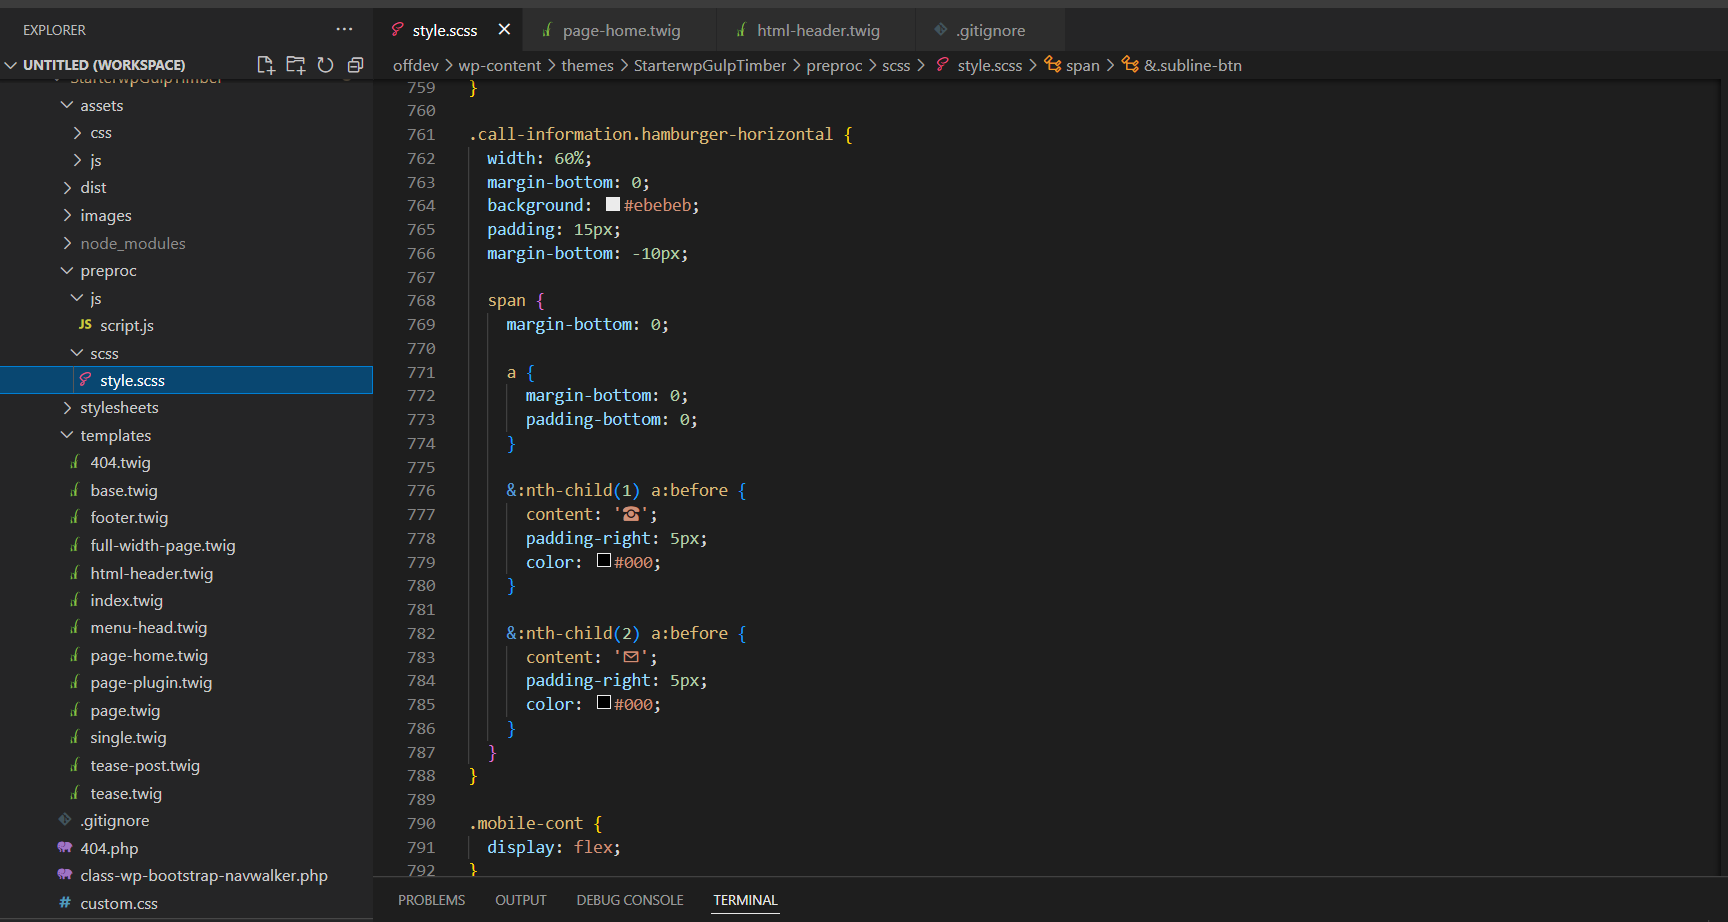 EXPLORER
UNTITLED (WORKSPACE)
StarterwpGulpTimber
assets
css
js
dist
images
node_modules
preproc
js
JS script.js
scss
style.scss
stylesheets
templates
404.twig
base.twig
footer.twig
full-width-page.twig
html-header.twig
index.twig
menu-head.twig
page-home.twig
page-plugin.twig
page.twig
single.twig
tease-post.twig
tease.twig
.gitignore
404.php
class-wp-bootstrap-navwalker.php
# custom.css
style.scss page-home.twig html-header.twig .gitignore
offdev > wp-content > themes > StarterwpGulpTimber > preproc > scss > style.scss > span > &.subline-btn
759 }
760
761 .call-information.hamburger-horizontal {
762 width: 60%;
763 margin-bottom: 0;
764 background: #ebebeb;
765 padding: 15px;
766 margin-bottom: -10px;
767
768 span {
769 margin-bottom: 0;
770
771 a {
772 margin-bottom: 0;
773 padding-bottom: 0;
774 }
775
776 &:nth-child(1) a:before {
777 content: '☎';
778 padding-right: 5px;
779 color: #000;
780 }
781
782 &:nth-child(2) a:before {
783 content: '🖂';
784 padding-right: 5px;
785 color: #000;
786 }
787 }
788 }
789
790 .mobile-cont {
791 display: flex;
792 }
PROBLEMS OUTPUT DEBUG CONSOLE TERMINAL